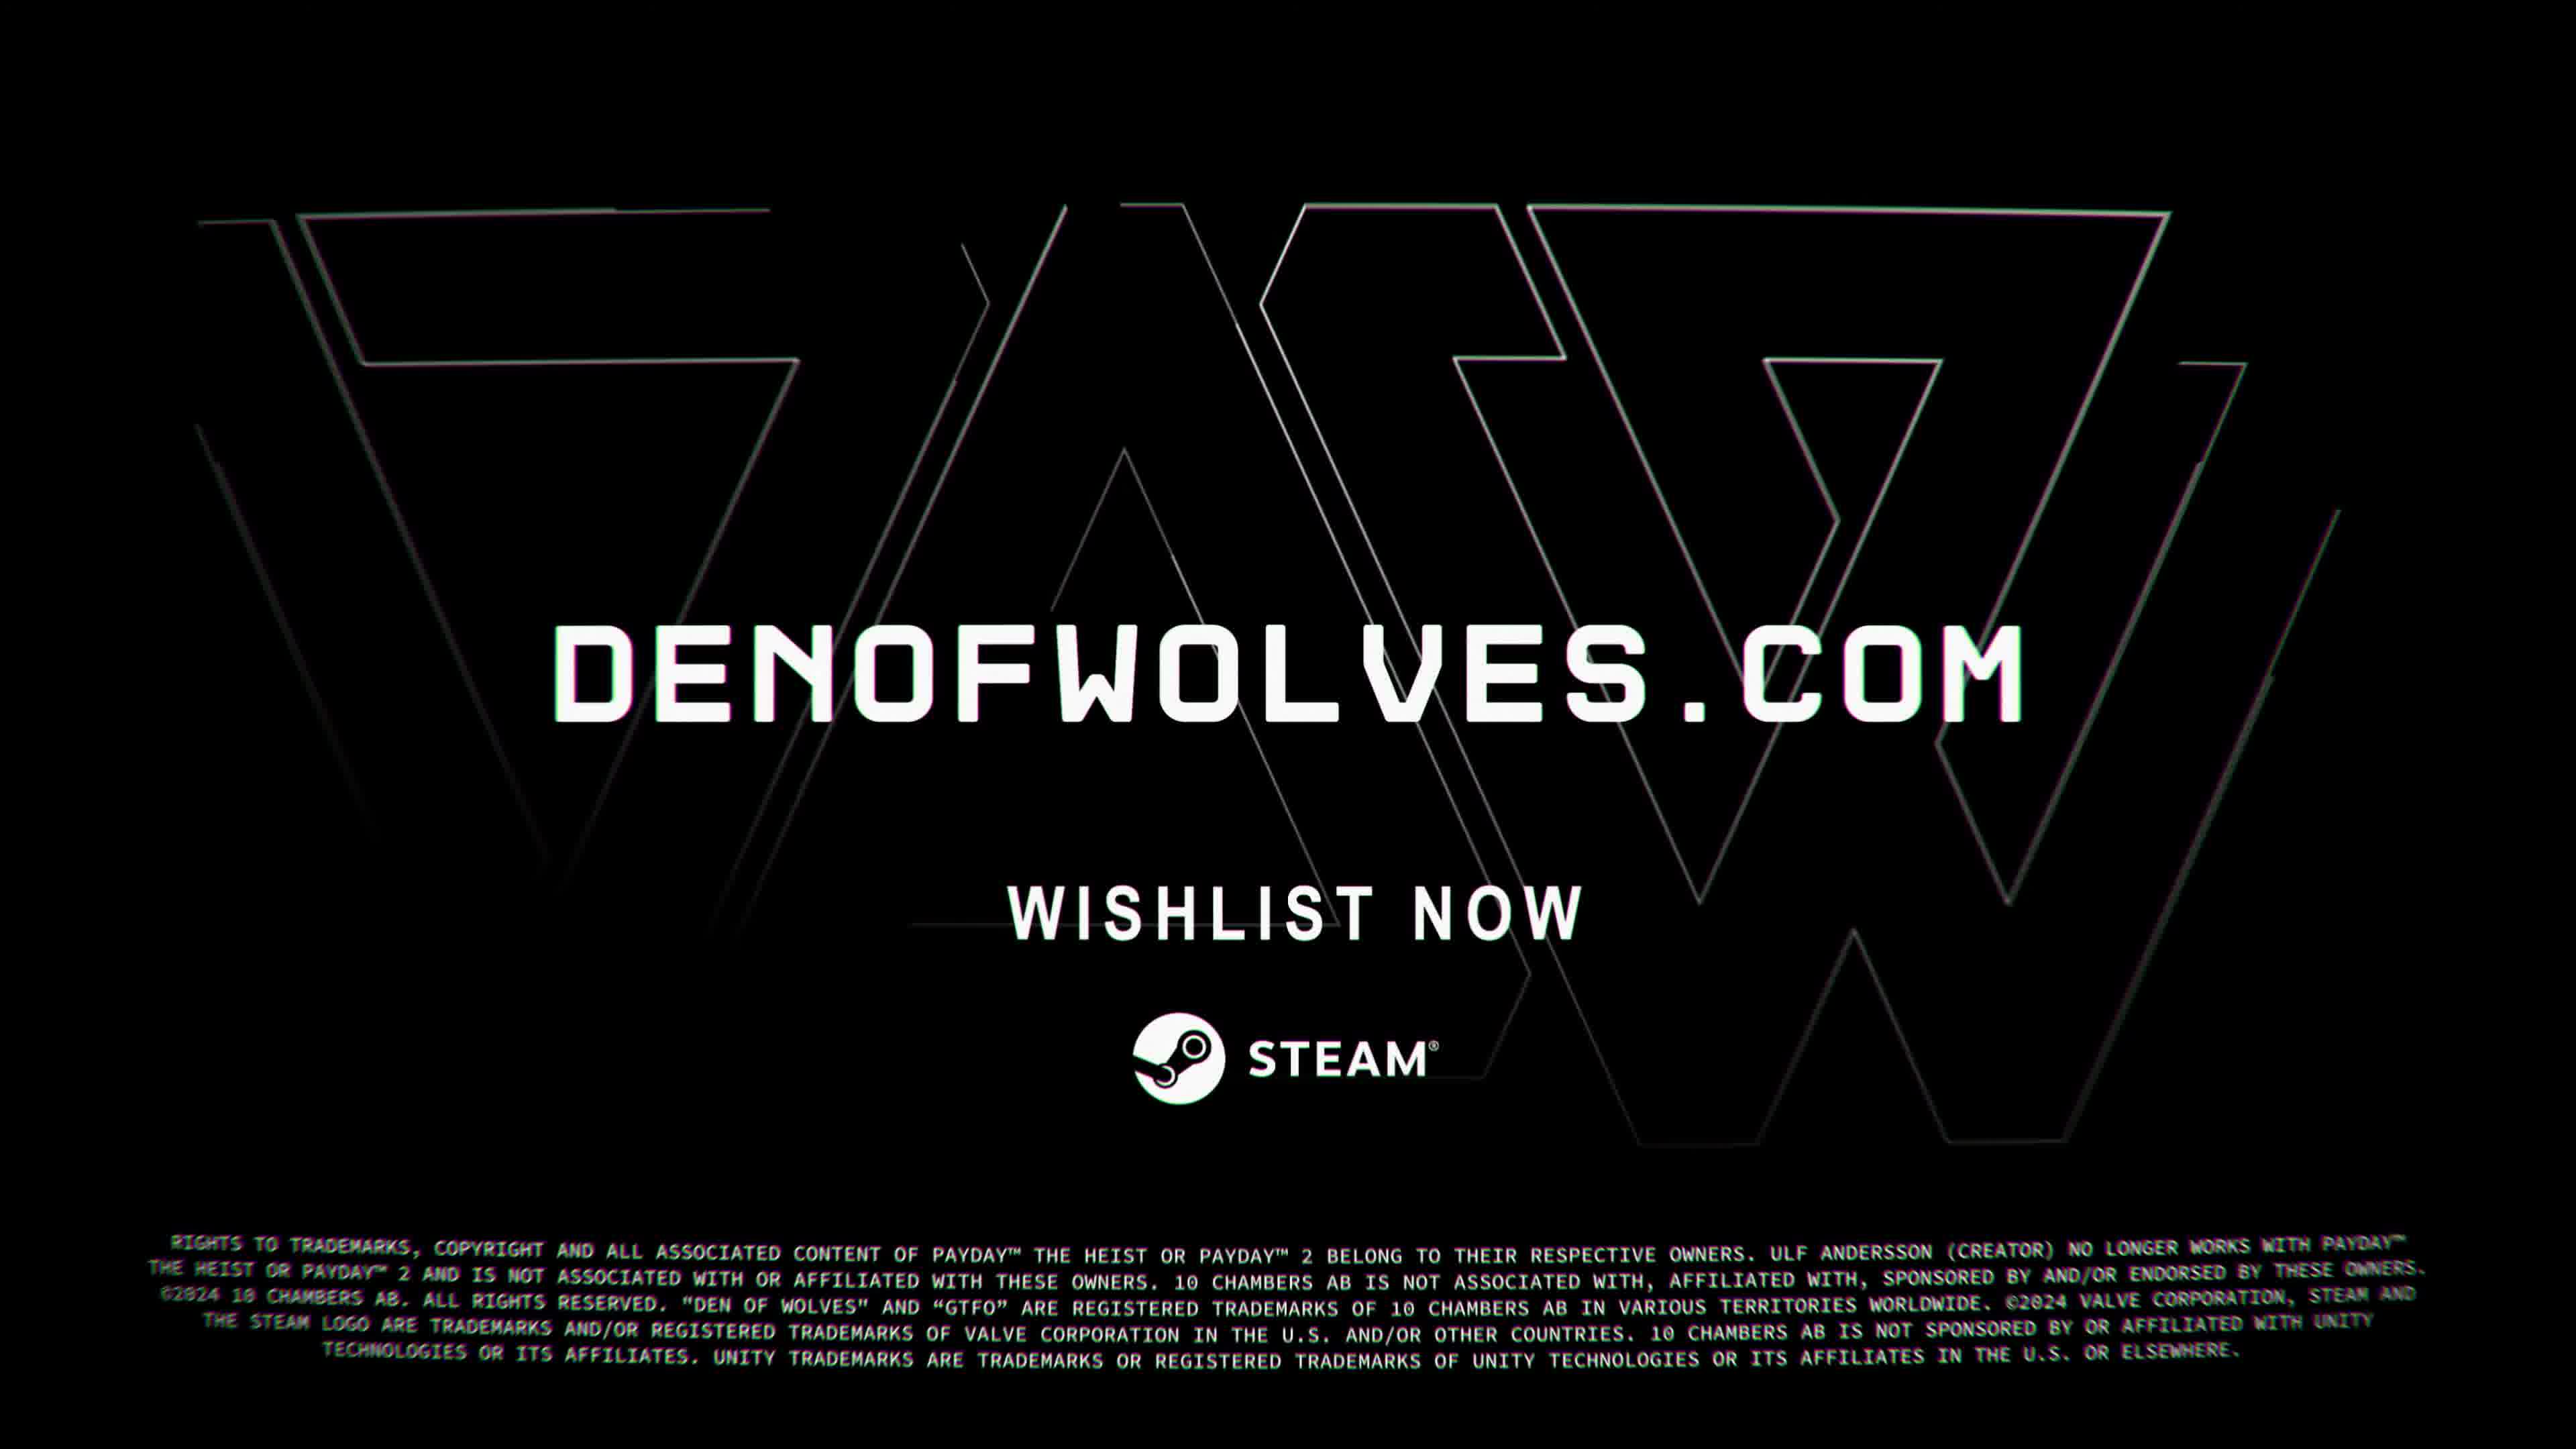 DENOFWOLVES.COM
WISHLIST NOW
STEAM®
RIGHTS TO TRADEMARKS, COPYRIGHT AND ALL ASSOCIATED CONTENT OF PAYDAY™ THE HEIST OR PAYDAY™ 2 BELONG TO THEIR RESPECTIVE OWNERS. ULF ANDERSSON (CREATOR) NO LONGER WORKS WITH PAYDAY™
THE HEIST OR PAYDAY™ 2 AND IS NOT ASSOCIATED WITH OR AFFILIATED WITH THESE OWNERS. 10 CHAMBERS AB IS NOT ASSOCIATED WITH, AFFILIATED WITH, SPONSORED BY AND/OR ENDORSED BY THESE OWNERS.
©2024 10 CHAMBERS AB. ALL RIGHTS RESERVED. “DEN OF WOLVES” AND “GTFO” ARE REGISTERED TRADEMARKS OF 10 CHAMBERS AB IN VARIOUS TERRITORIES WORLDWIDE. ©2024 VALVE CORPORATION, STEAM AND
THE STEAM LOGO ARE TRADEMARKS AND/OR REGISTERED TRADEMARKS OF VALVE CORPORATION IN THE U.S. AND/OR OTHER COUNTRIES. 10 CHAMBERS AB IS NOT SPONSORED BY OR AFFILIATED WITH UNITY
TECHNOLOGIES OR ITS AFFILIATES. UNITY TRADEMARKS ARE TRADEMARKS OR REGISTERED TRADEMARKS OF UNITY TECHNOLOGIES OR ITS AFFILIATES IN THE U.S. OR ELSEWHERE.